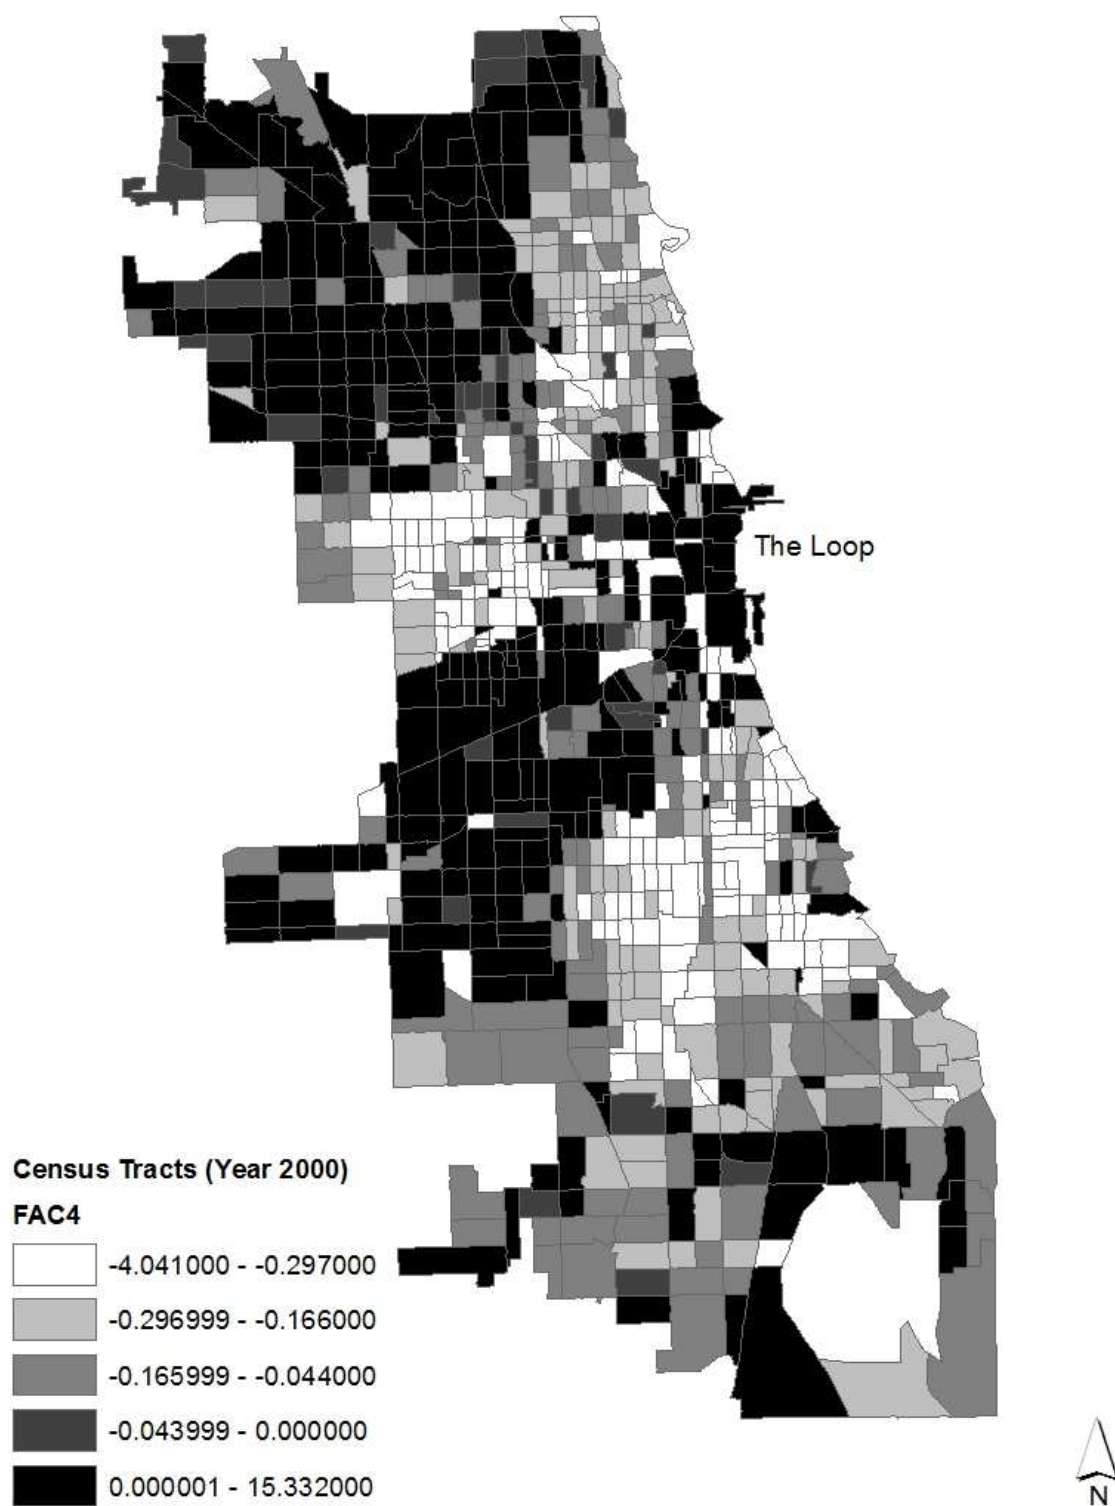 The Loop
Census Tracts (Year 2000)
FAC4
-4.041000 - -0.297000
-0.296999 - -0.166000
-0.165999 - -0.044000
-0.043999 - 0.000000
0.000001 - 15.332000
N